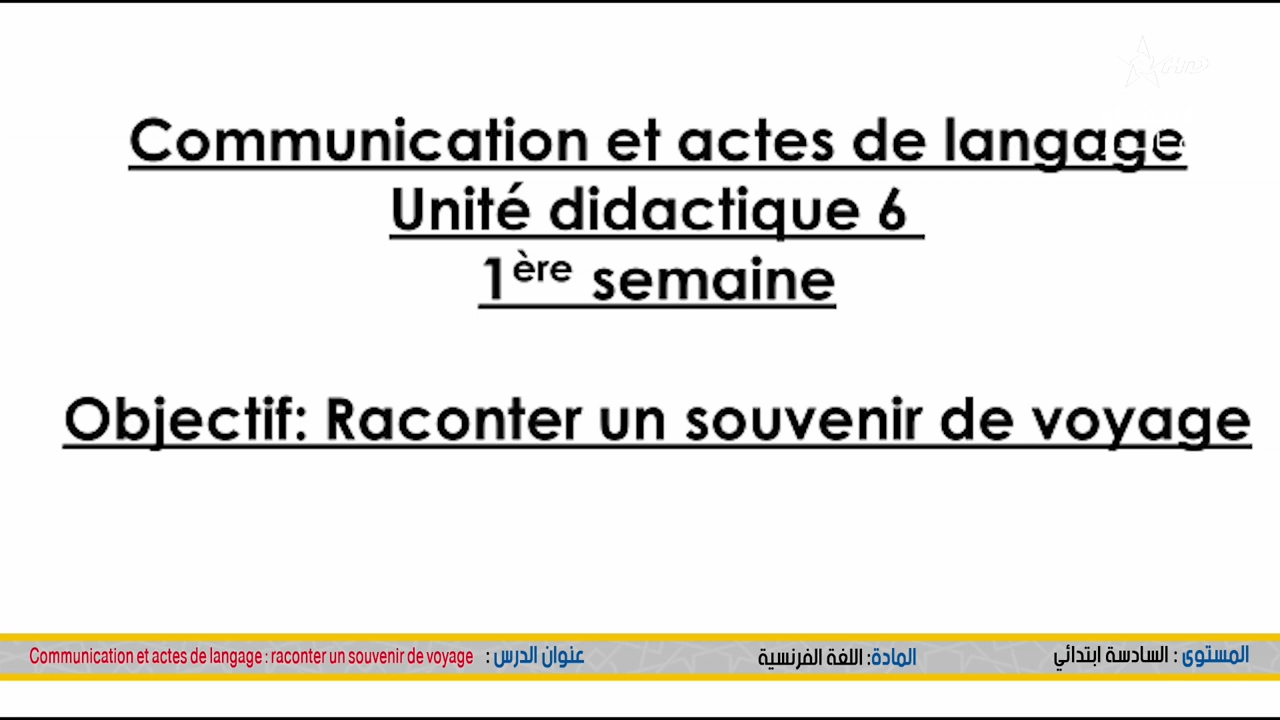 Communication et actes de langage
Unité didactique 6
1ère semaine
Objectif: Raconter un souvenir de voyage
المستوى : السادسة ابتدائي
المادة: اللغة الفرنسية
عنوان الدرس : Communication et actes de langage : raconter un souvenir de voyage